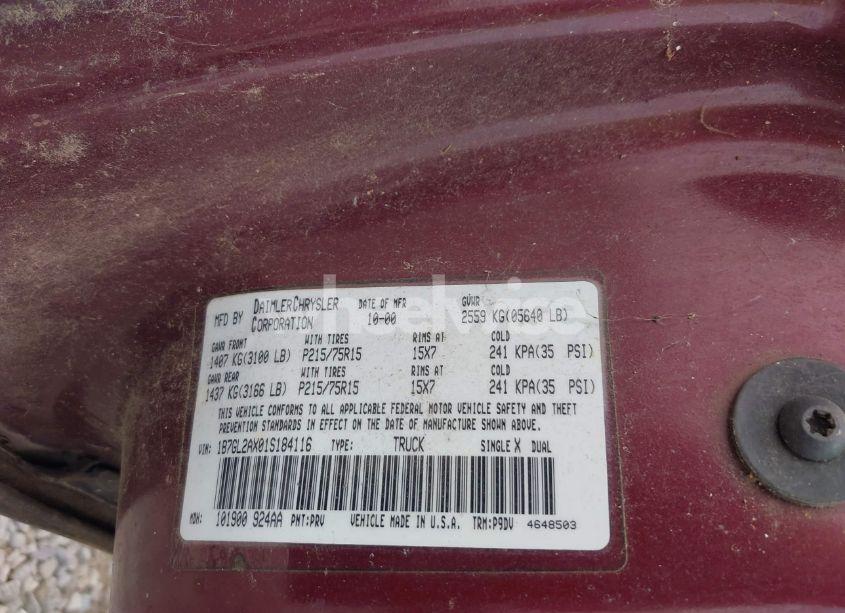 MFD BY DAIMLERCHRYSLER CORPORATION DATE OF MFR 10-00 GVWR 2559 KG(05640 LB)
GAWR FRONT WITH TIRES RIMS AT COLD
1407 KG(3100 LB) P215/75R15 15X7 241 KPA(35 PSI)
GAWR REAR WITH TIRES RIMS AT COLD
1437 KG(3166 LB) P215/75R15 15X7 241 KPA(35 PSI)
THIS VEHICLE CONFORMS TO ALL APPLICABLE FEDERAL MOTOR VEHICLE SAFETY AND THEFT
PREVENTION STANDARDS IN EFFECT ON THE DATE OF MANUFACTURE SHOWN ABOVE.
VIN: 1B7GL2AX01S184116 TYPE: TRUCK SINGLE X DUAL
MDH: 101900 924AA PNT:PRV VEHICLE MADE IN U.S.A. TRM:P9DV 4648503